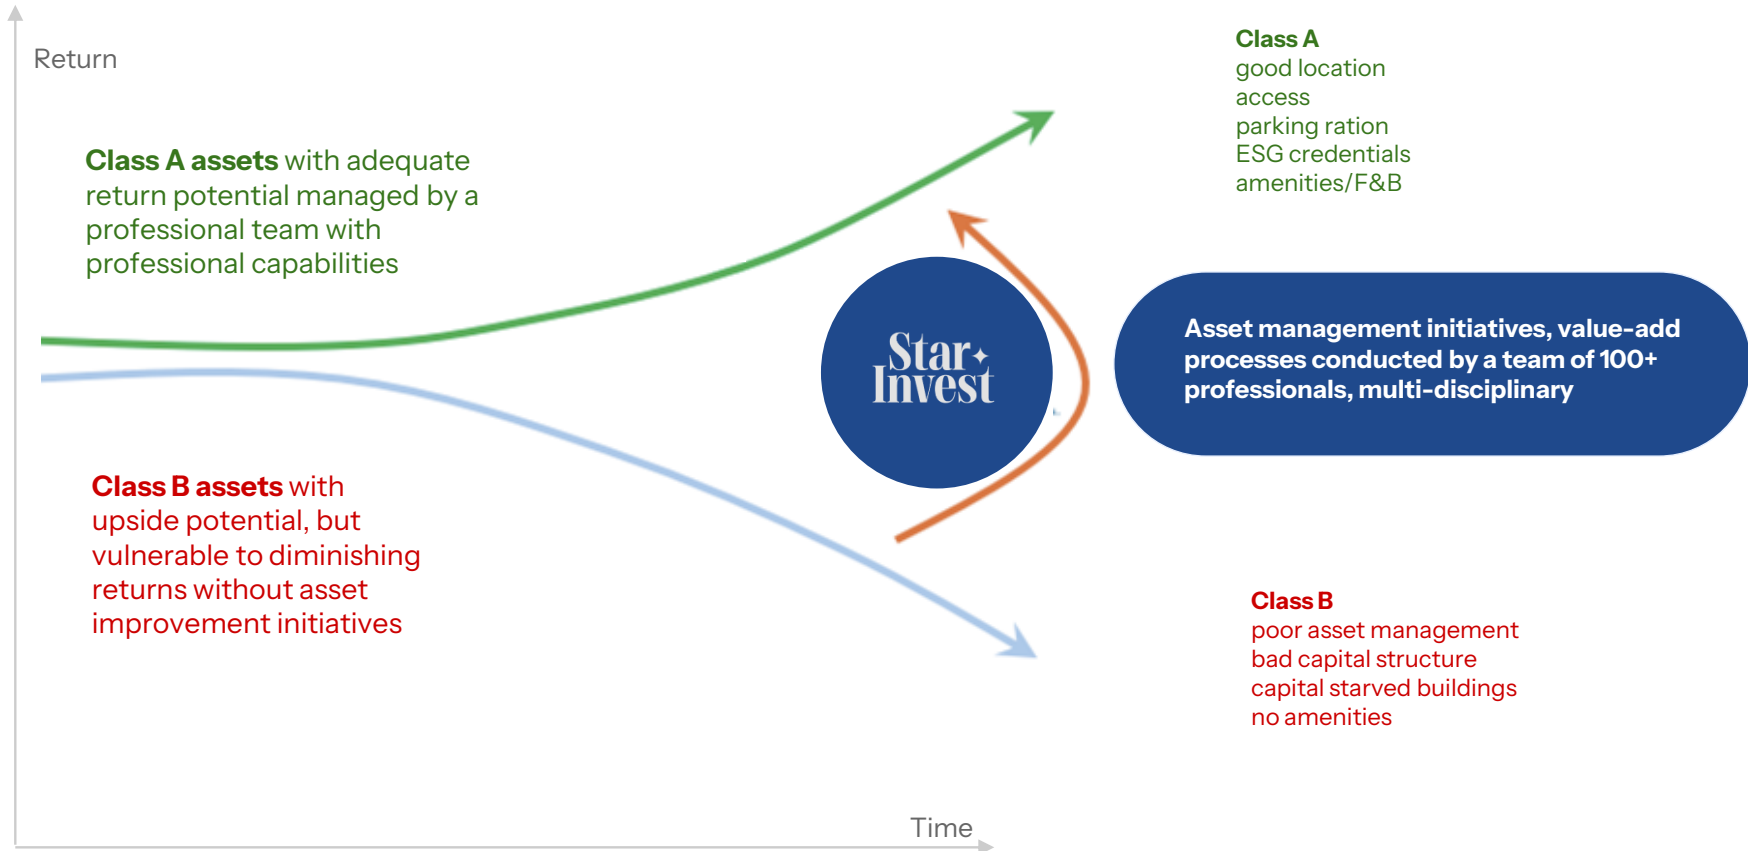 Return
Class A assets with adequate
return potential managed by a
professional team with
professional capabilities
Class A
good location
access
parking ration
ESG credentials
amenities/F&B
Star
Invest
Asset management initiatives, value-add
processes conducted by a team of 100+
professionals, multi-disciplinary
Class B assets with
upside potential, but
vulnerable to diminishing
returns without asset
improvement initiatives
Class B
poor asset management
bad capital structure
capital starved buildings
no amenities
Time